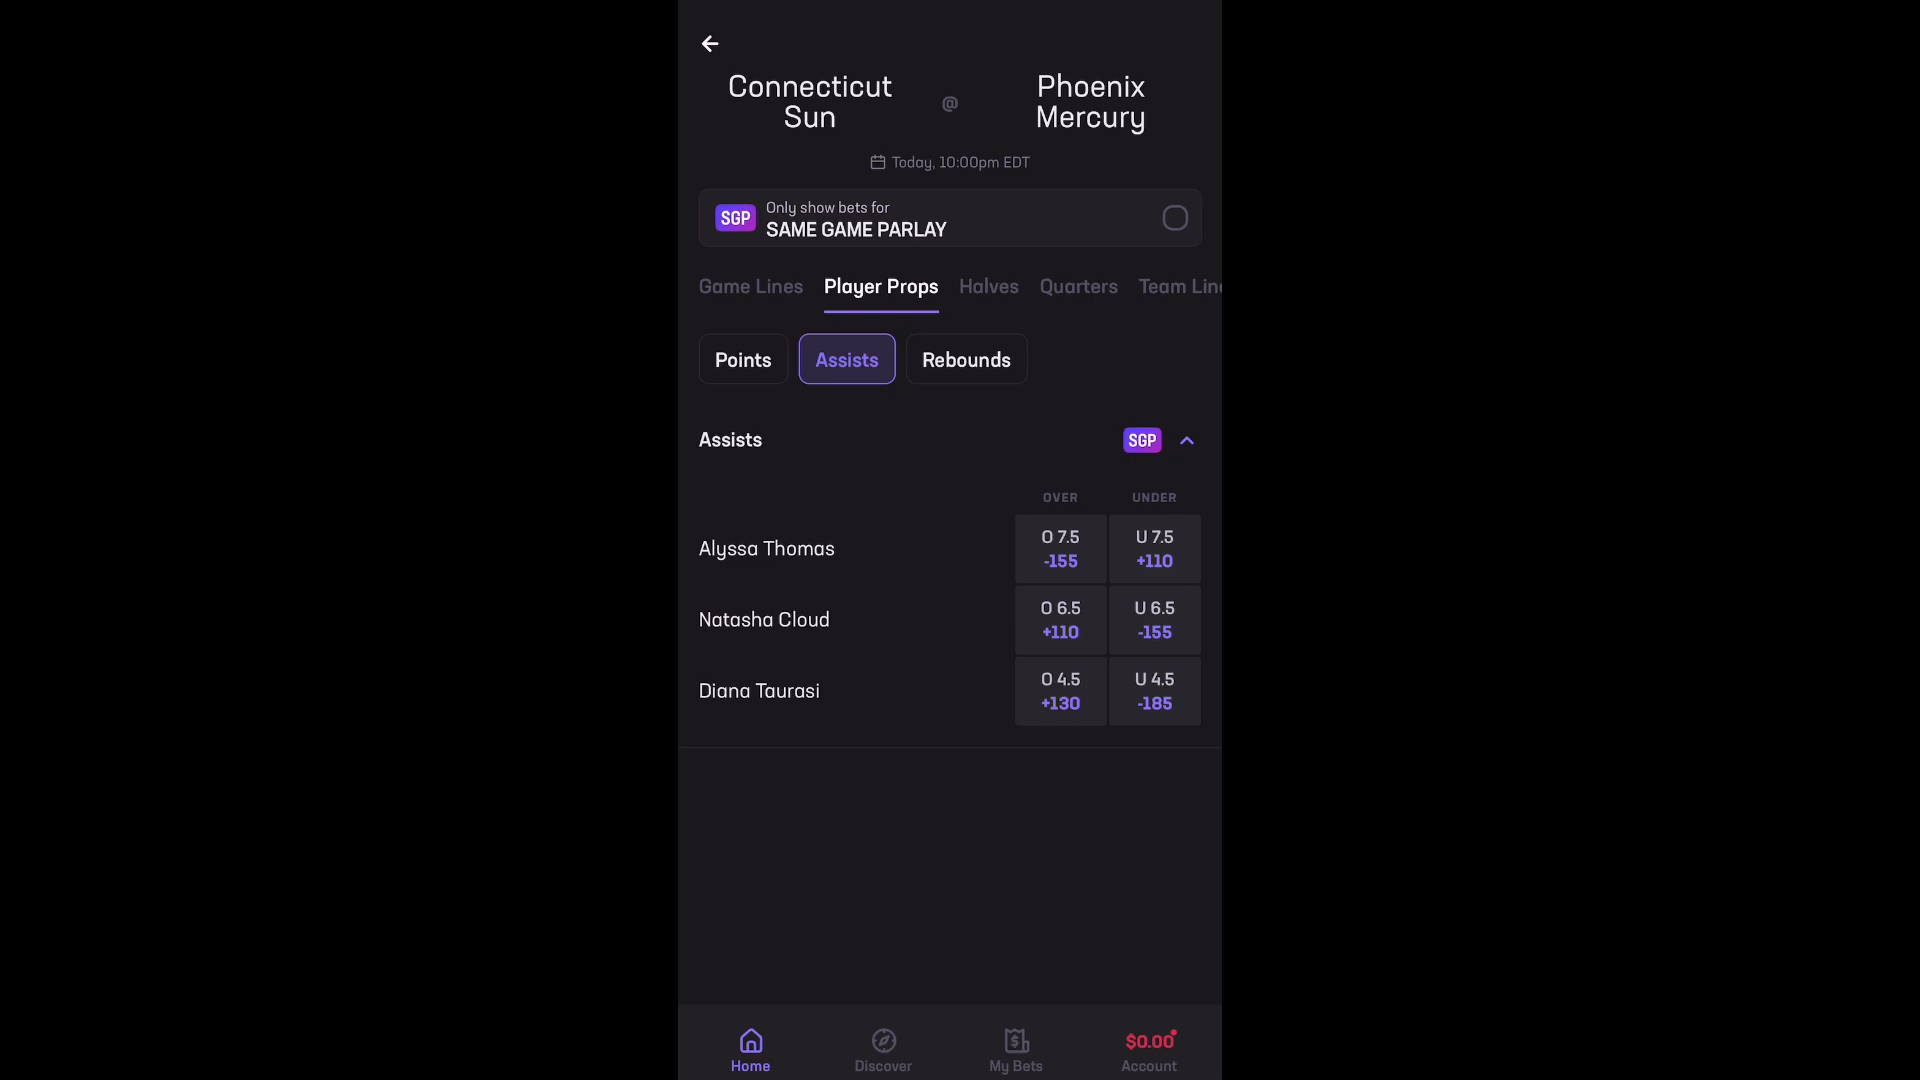 Connecticut
Sun
@
Phoenix
Mercury
Today, 10:00pm EDT
SGP
Only show bets for
SAME GAME PARLAY
Game Lines Player Props Halves Quarters Team Line
Points Assists Rebounds
Assists SGP
OVER UNDER
Alyssa Thomas
O 7.5 U 7.5
-155 +110
Natasha Cloud
O 6.5 U 6.5
+110 -155
Diana Taurasi
O 4.5 U 4.5
+130 -185
$0.00
Home Discover My Bets Account